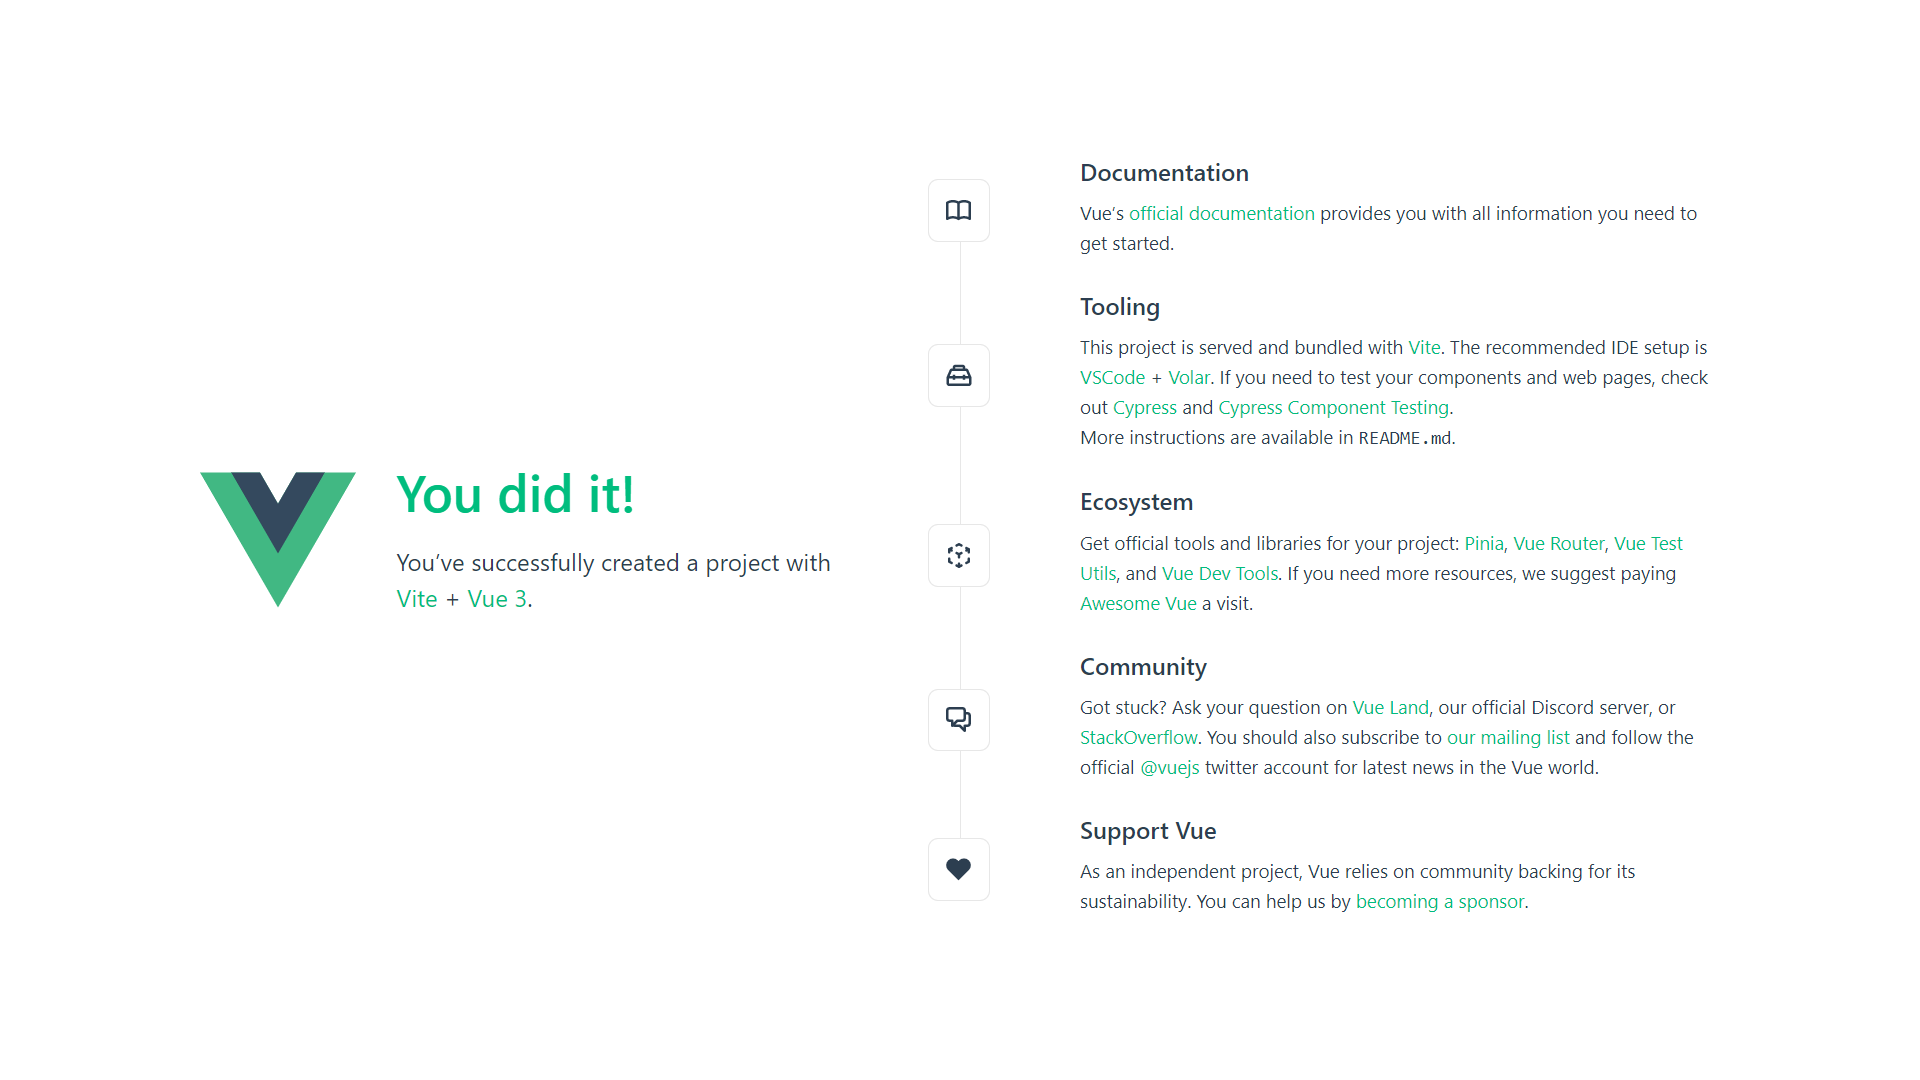 You did it!
You’ve successfully created a project with
Vite + Vue 3.
Documentation
Vue’s official documentation provides you with all information you need to
get started.
Tooling
This project is served and bundled with Vite. The recommended IDE setup is
VSCode + Volar. If you need to test your components and web pages, check
out Cypress and Cypress Component Testing.
More instructions are available in README.md.
Ecosystem
Get official tools and libraries for your project: Pinia, Vue Router, Vue Test
Utils, and Vue Dev Tools. If you need more resources, we suggest paying
Awesome Vue a visit.
Community
Got stuck? Ask your question on Vue Land, our official Discord server, or
StackOverflow. You should also subscribe to our mailing list and follow the
official @vuejs twitter account for latest news in the Vue world.
Support Vue
As an independent project, Vue relies on community backing for its
sustainability. You can help us by becoming a sponsor.